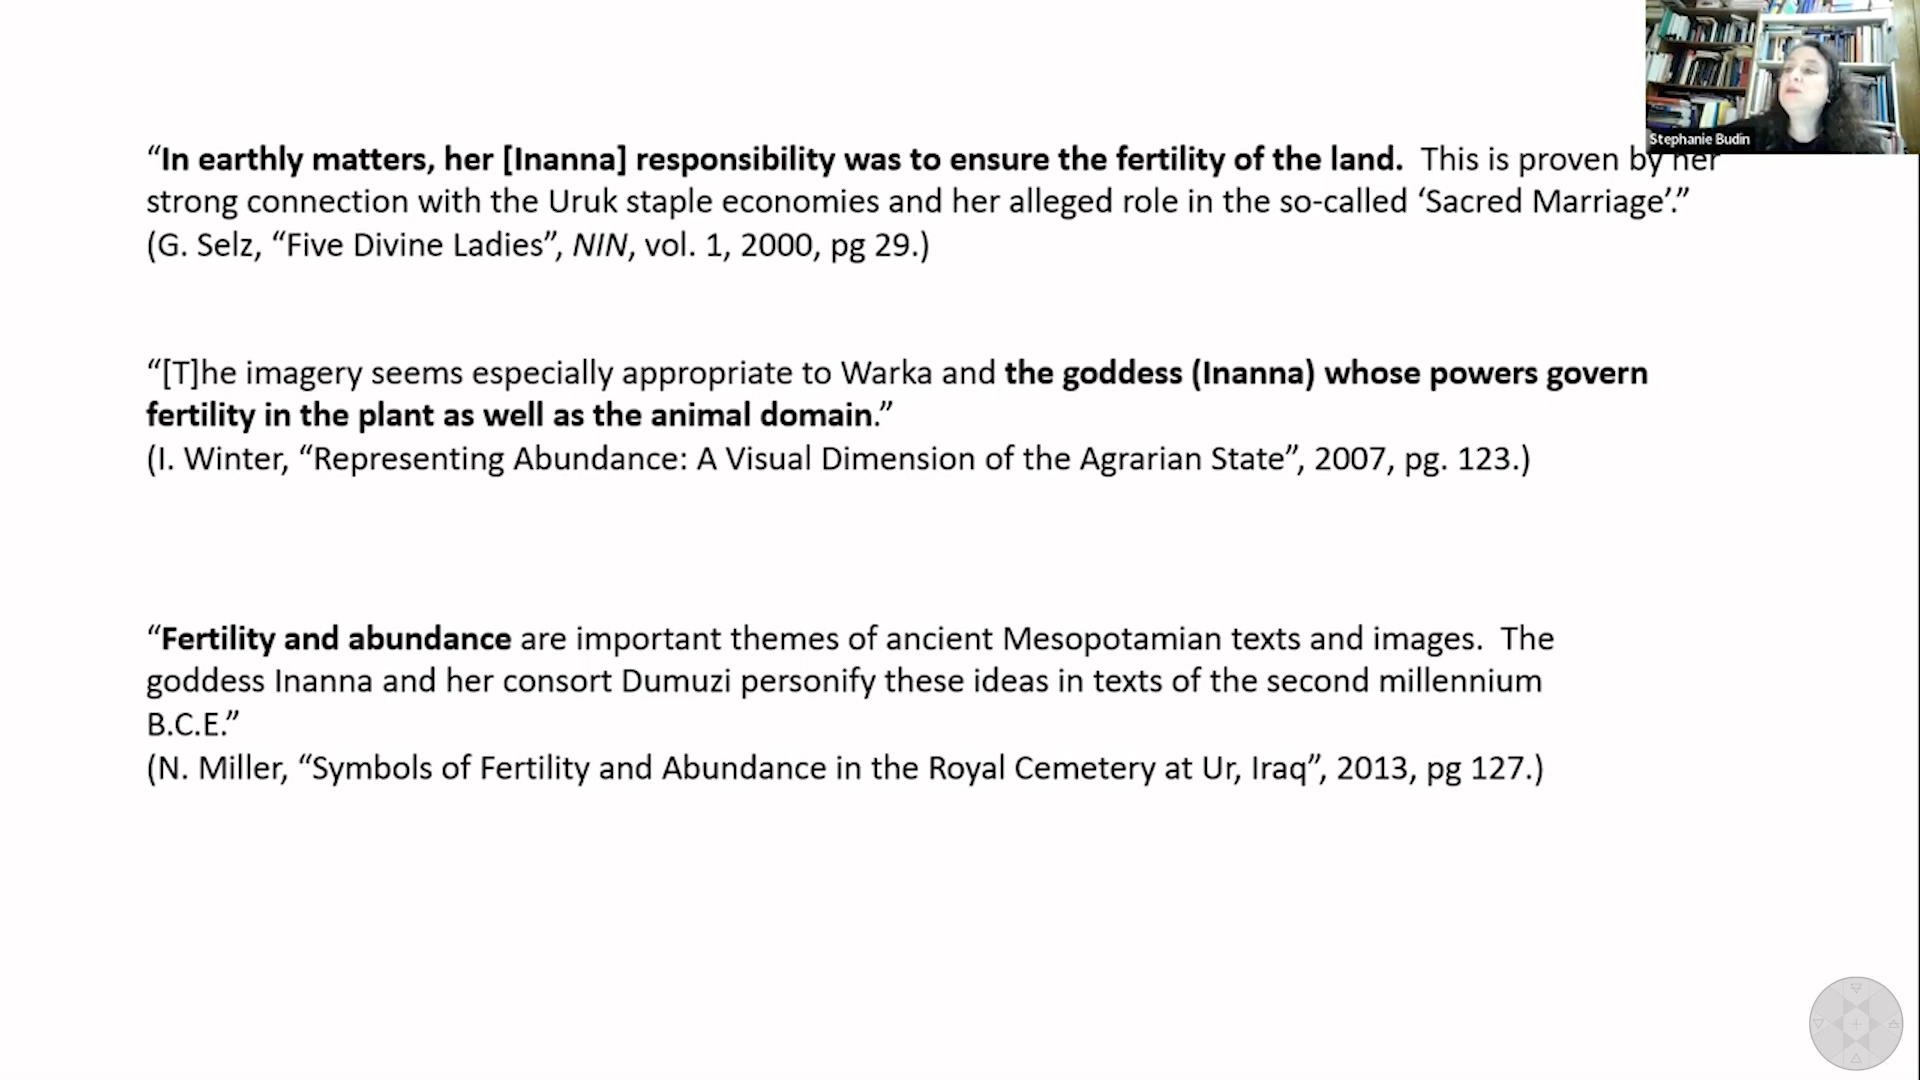 Stephanie Budin
“In earthly matters, her [Inanna] responsibility was to ensure the fertility of the land.  This is proven by her
strong connection with the Uruk staple economies and her alleged role in the so-called ‘Sacred Marriage’.”
(G. Selz, “Five Divine Ladies”, NIN, vol. 1, 2000, pg 29.)
“[T]he imagery seems especially appropriate to Warka and the goddess (Inanna) whose powers govern
fertility in the plant as well as the animal domain.”
(I. Winter, “Representing Abundance: A Visual Dimension of the Agrarian State”, 2007, pg. 123.)
“Fertility and abundance are important themes of ancient Mesopotamian texts and images.  The
goddess Inanna and her consort Dumuzi personify these ideas in texts of the second millennium
B.C.E.”
(N. Miller, “Symbols of Fertility and Abundance in the Royal Cemetery at Ur, Iraq”, 2013, pg 127.)